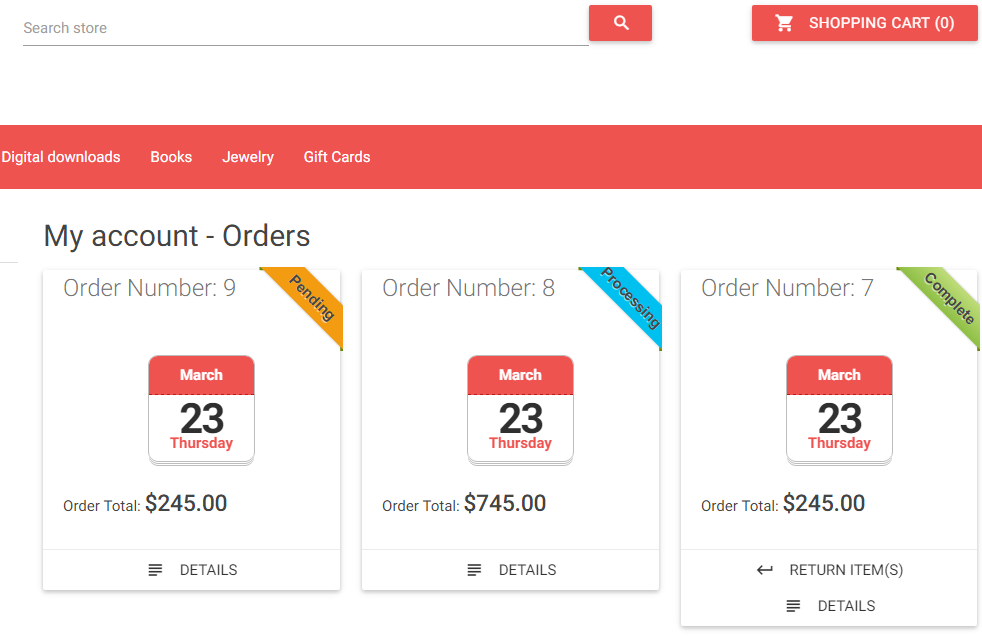 Search store
SHOPPING CART (0)
Digital downloads Books Jewelry Gift Cards
My account - Orders
Order Number: 9
Pending
March
23
Thursday
Order Total: $245.00
DETAILS
Order Number: 8
Processing
March
23
Thursday
Order Total: $745.00
DETAILS
Order Number: 7
Complete
March
23
Thursday
Order Total: $245.00
RETURN ITEM(S)
DETAILS